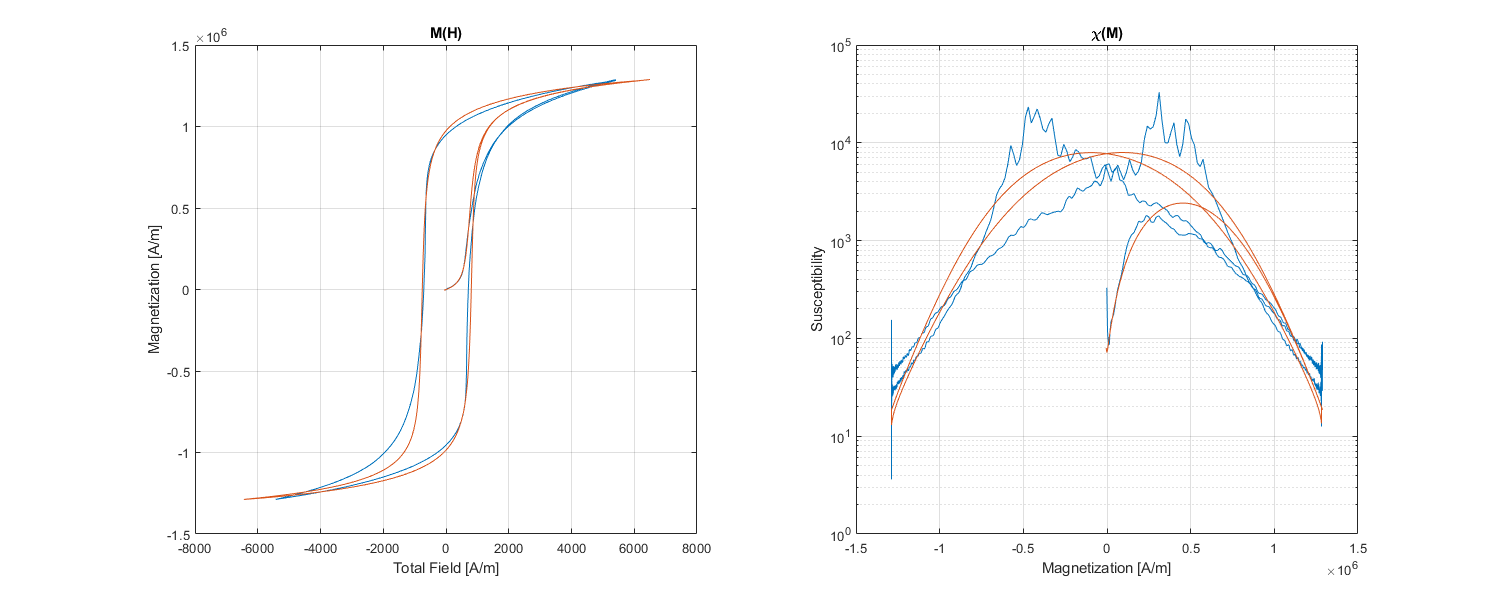 M(H)
×10^6
1.5
1
0.5
0
-0.5
-1
-1.5
-8000 -6000 -4000 -2000 0 2000 4000 6000 8000
Total Field [A/m]
Magnetization [A/m]
χ(M)
10^5
10^4
10^3
10^2
10^1
10^0
-1.5 -1 -0.5 0 0.5 1 1.5
×10^6
Magnetization [A/m]
Susceptibility